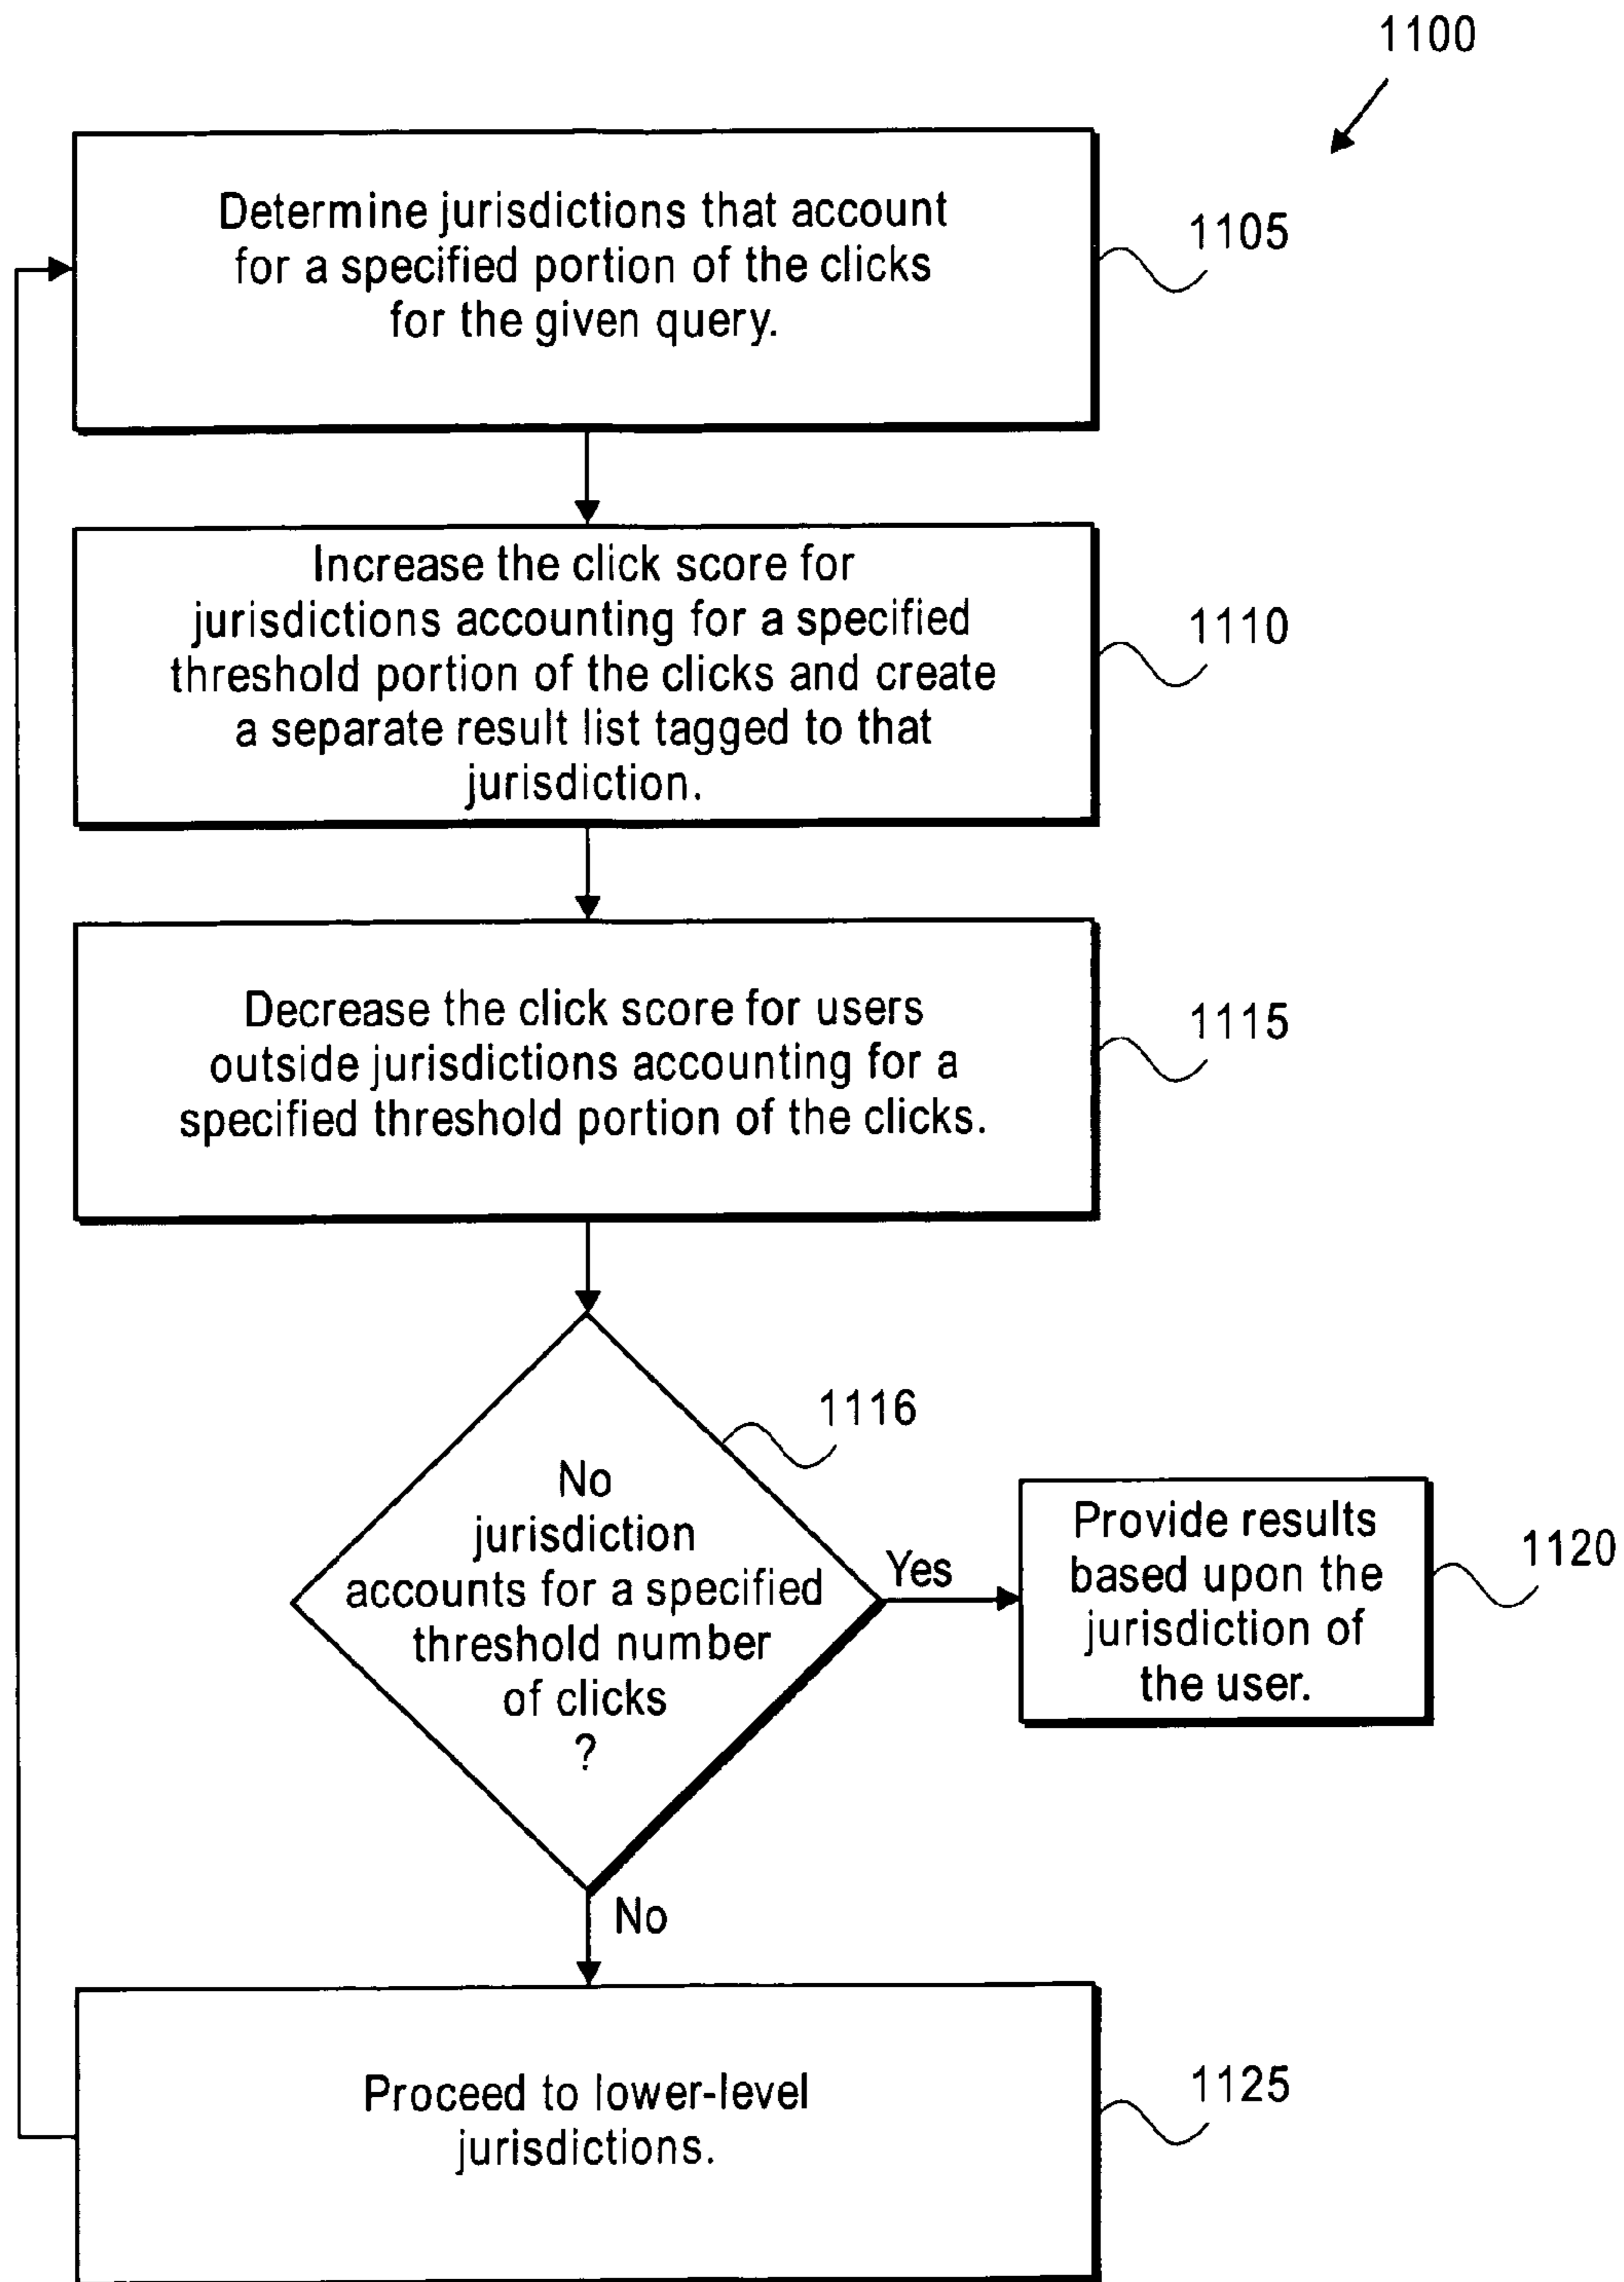 1100
Determine jurisdictions that account
for a specified portion of the clicks
for the given query.
1105
Increase the click score for
jurisdictions accounting for a specified
threshold portion of the clicks and create
a separate result list tagged to that
jurisdiction.
1110
Decrease the click score for users
outside jurisdictions accounting for a
specified threshold portion of the clicks.
1115
1116
No
jurisdiction
accounts for a specified
threshold number
of clicks
?
Yes
Provide results
based upon the
jurisdiction of
the user.
1120
No
Proceed to lower-level
jurisdictions.
1125